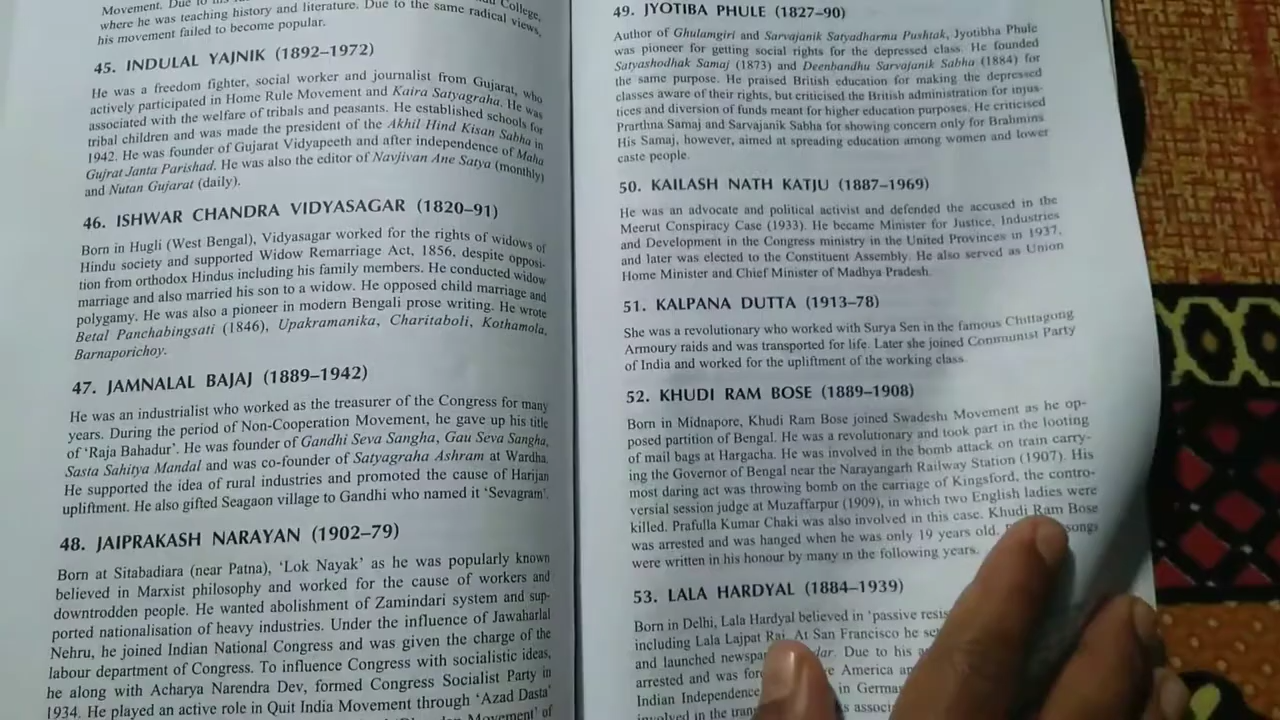 Movement. Due to his College,
where he was teaching history and literature. Due to the same radical views,
his movement failed to become popular.
45. INDULAL YAJNIK (1892–1972)
He was a freedom fighter, social worker and journalist from Gujarat, who
actively participated in Home Rule Movement and Kaira Satyagraha. He was
associated with the welfare of tribals and peasants. He established schools for
tribal children and was made the president of the Akhil Hind Kisan Sabha in
1942. He was founder of Gujarat Vidyapeeth and after independence of Maha
Gujrat Janta Parishad. He was also the editor of Navjivan Ane Satya (monthly)
and Nutan Gujarat (daily).
46. ISHWAR CHANDRA VIDYASAGAR (1820–91)
Born in Hugli (West Bengal), Vidyasagar worked for the rights of widows of
Hindu society and supported Widow Remarriage Act, 1856, despite opposi-
tion from orthodox Hindus including his family members. He conducted widow
marriage and also married his son to a widow. He opposed child marriage and
polygamy. He was also a pioneer in modern Bengali prose writing. He wrote
Betal Panchabingsati (1846), Upakramanika, Charitaboli, Kothamola,
Barnaporichoy.
47. JAMNALAL BAJAJ (1889–1942)
He was an industrialist who worked as the treasurer of the Congress for many
years. During the period of Non-Cooperation Movement, he gave up his title
of ‘Raja Bahadur’. He was founder of Gandhi Seva Sangha, Gau Seva Sangha,
Sasta Sahitya Mandal and was co-founder of Satyagraha Ashram at Wardha.
He supported the idea of rural industries and promoted the cause of Harijan
upliftment. He also gifted Seagaon village to Gandhi who named it ‘Sevagram’.
48. JAIPRAKASH NARAYAN (1902–79)
Born at Sitabadiara (near Patna), ‘Lok Nayak’ as he was popularly known
believed in Marxist philosophy and worked for the cause of workers and
downtrodden people. He wanted abolishment of Zamindari system and sup-
ported nationalisation of heavy industries. Under the influence of Jawaharlal
Nehru, he joined Indian National Congress and was given the charge of the
labour department of Congress. To influence Congress with socialistic ideas,
he along with Acharya Narendra Dev, formed Congress Socialist Party in
1934. He played an active role in Quit India Movement through ‘Azad Dasta’
Movement’ of
49. JYOTIBA PHULE (1827–90)
Author of Ghulamgiri and Sarvajanik Satyadharma Pushtak, Jyotibha Phule
was pioneer for getting social rights for the depressed class. He founded
Satyashodhak Samaj (1873) and Deenbandhu Sarvajanik Sabha (1884) for
the same purpose. He praised British education for making the depressed
classes aware of their rights, but criticised the British administration for injus-
tices and diversion of funds meant for higher education purposes. He criticised
Prarthna Samaj and Sarvajanik Sabha for showing concern only for Brahmins
His Samaj, however, aimed at spreading education among women and lower
caste people.
50. KAILASH NATH KATJU (1887–1969)
He was an advocate and political activist and defended the accused in the
Meerut Conspiracy Case (1933). He became Minister for Justice, Industries
and Development in the Congress ministry in the United Provinces in 1937,
and later was elected to the Constituent Assembly. He also served as Union
Home Minister and Chief Minister of Madhya Pradesh.
51. KALPANA DUTTA (1913–78)
She was a revolutionary who worked with Surya Sen in the famous Chittagong
Armoury raids and was transported for life. Later she joined Communist Party
of India and worked for the upliftment of the working class.
52. KHUDI RAM BOSE (1889–1908)
Born in Midnapore, Khudi Ram Bose joined Swadeshi Movement as he op-
posed partition of Bengal. He was a revolutionary and took part in the looting
of mail bags at Hargacha. He was involved in the bomb attack on train carry-
ing the Governor of Bengal near the Narayangarh Railway Station (1907). His
most daring act was throwing bomb on the carriage of Kingsford, the contro-
versial session judge at Muzaffarpur (1909), in which two English ladies were
killed. Prafulla Kumar Chaki was also involved in this case. Khudi Ram Bose
was arrested and was hanged when he was only 19 years old. songs
were written in his honour by many in the following years.
53. LALA HARDYAL (1884–1939)
Born in Delhi, Lala Hardyal believed in ‘passive
including Lala Lajpat Rai. At San Francisco he
and launched Due to his
arrested and was America
Indian Independence in
involved in the